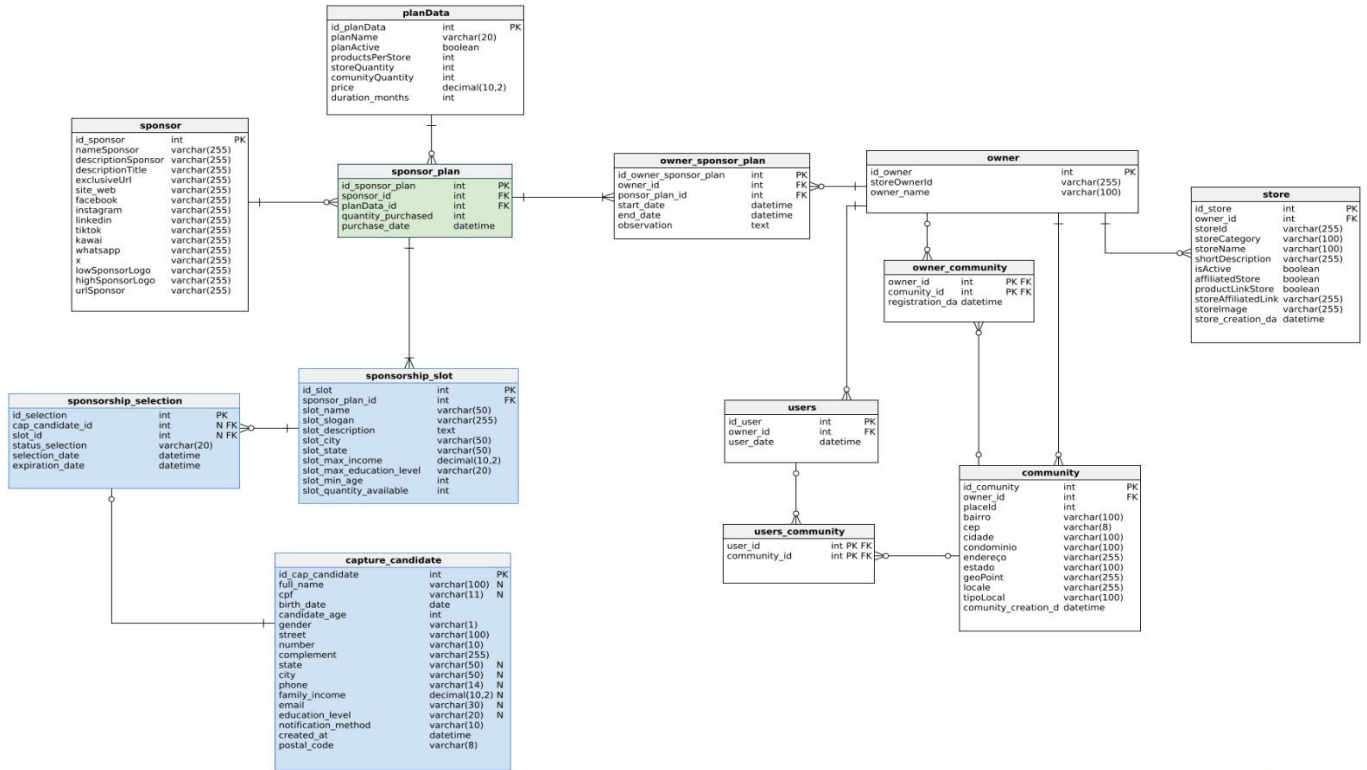 planData
id_planData int PK
planName varchar(20)
planActive boolean
productsPerStore int
storeQuantity int
comunityQuantity int
price decimal(10,2)
duration_months int
sponsor
id_sponsor int PK
nameSponsor varchar(255)
descriptionSponsor varchar(255)
descriptionTitle varchar(255)
exclusiveUrl varchar(255)
site_web varchar(255)
facebook varchar(255)
instagram varchar(255)
linkedin varchar(255)
tiktok varchar(255)
kawai varchar(255)
whatsapp varchar(255)
x varchar(255)
lowSponsorLogo varchar(255)
highSponsorLogo varchar(255)
urlSponsor varchar(255)
sponsor_plan
id_sponsor_plan int PK
sponsor_id int FK
planData_id int FK
quantity_purchased int
purchase_date datetime
owner_sponsor_plan
id_owner_sponsor_plan int PK
owner_id int FK
ponsor_plan_id int FK
start_date datetime
end_date datetime
observation text
owner
id_owner int PK
storeOwnerId varchar(255)
owner_name varchar(100)
store
id_store int PK
owner_id int FK
storeId varchar(255)
storeCategory varchar(100)
storeName varchar(100)
shortDescription varchar(255)
isActive boolean
affiliatedStore boolean
productLinkStore boolean
storeAffiliatedLink varchar(255)
storeImage varchar(255)
store_creation_da datetime
owner_community
owner_id int PK FK
comunity_id int PK FK
registration_da datetime
sponsorship_slot
id_slot int PK
sponsor_plan_id int FK
slot_name varchar(50)
slot_slogan varchar(255)
slot_description text
slot_city varchar(50)
slot_state varchar(50)
slot_max_income decimal(10,2)
slot_max_education_level varchar(20)
slot_min_age int
slot_quantity_available int
sponsorship_selection
id_selection int PK
cap_candidate_id int N FK
slot_id int N FK
status_selection varchar(20)
selection_date datetime
expiration_date datetime
users
id_user int PK
owner_id int FK
user_date datetime
community
id_comunity int PK
owner_id int FK
placeId int
bairro varchar(100)
cep varchar(8)
cidade varchar(100)
condominio varchar(100)
endereço varchar(255)
estado varchar(100)
geoPoint varchar(255)
locale varchar(255)
tipoLocal varchar(100)
comunity_creation_d datetime
users_community
user_id int PK FK
community_id int PK FK
capture_candidate
id_cap_candidate int PK
full_name varchar(100) N
cpf varchar(11) N
birth_date date
candidate_age int
gender varchar(1)
street varchar(100)
number varchar(10)
complement varchar(255)
state varchar(50) N
city varchar(50) N
phone varchar(14) N
family_income decimal(10,2) N
email varchar(30) N
education_level varchar(20) N
notification_method varchar(10)
created_at datetime
postal_code varchar(8)